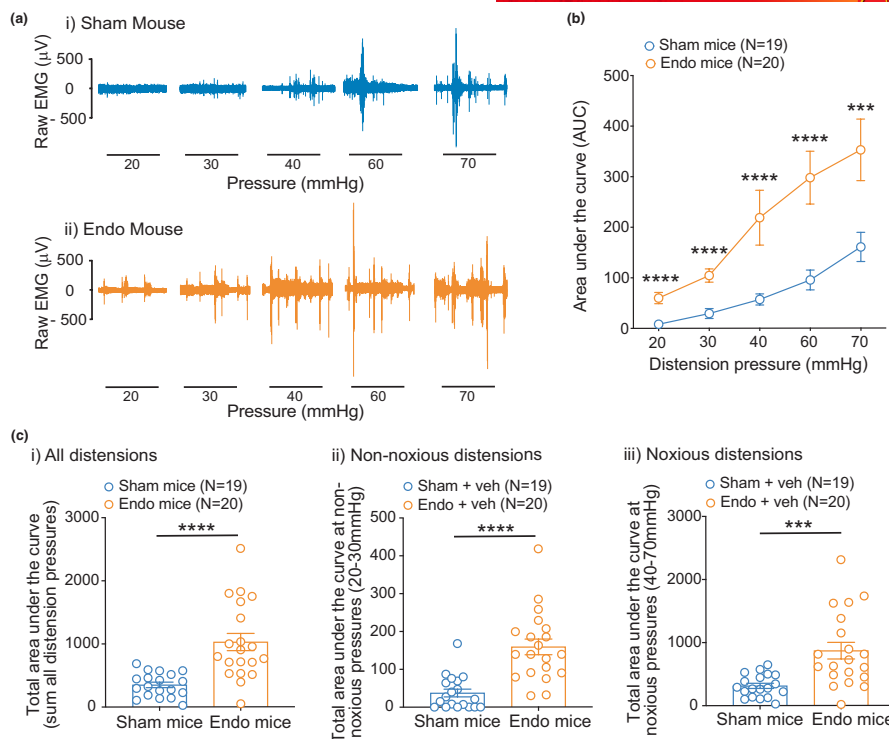 (a)
i) Sham Mouse
Raw EMG (μV)
500
0
- 500
20 30 40 60 70
Pressure (mmHg)
ii) Endo Mouse
Raw EMG (μV)
500
0
- 500
20 30 40 60 70
Pressure (mmHg)
(b)
Sham mice (N=19)
Endo mice (N=20)
Area under the curve (AUC)
500
400
300
200
100
0
**** **** **** **** ***
20 30 40 60 70
Distension pressure (mmHg)
(c)
i) All distensions
Sham mice (N=19)
Endo mice (N=20)
Total area under the curve
(sum all distension pressures)
3000
2000
1000
0
****
Sham mice Endo mice
ii) Non-noxious distensions
Sham + veh (N=19)
Endo + veh (N=20)
Total area under the curve at non-
noxious pressures (20-30mmHg)
500
400
300
200
100
0
****
Sham mice Endo mice
iii) Noxious distensions
Sham + veh (N=19)
Endo + veh (N=20)
Total area under the curve at
noxious pressures (40-70mmHg)
3000
2000
1000
0
***
Sham mice Endo mice